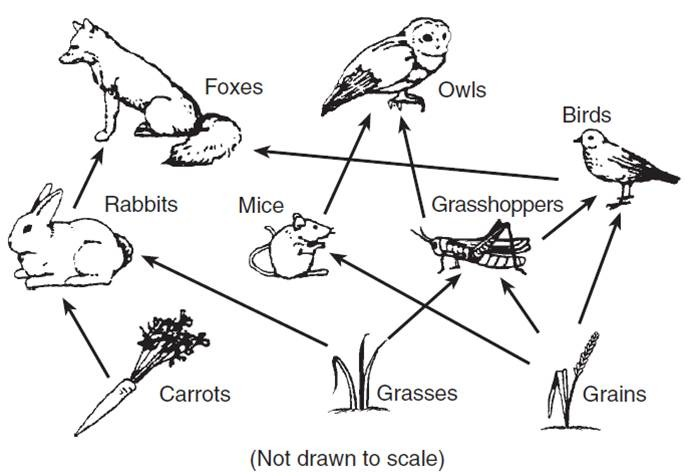 Foxes
Owls
Birds
Rabbits
Mice
Grasshoppers
Carrots
Grasses
Grains
(Not drawn to scale)